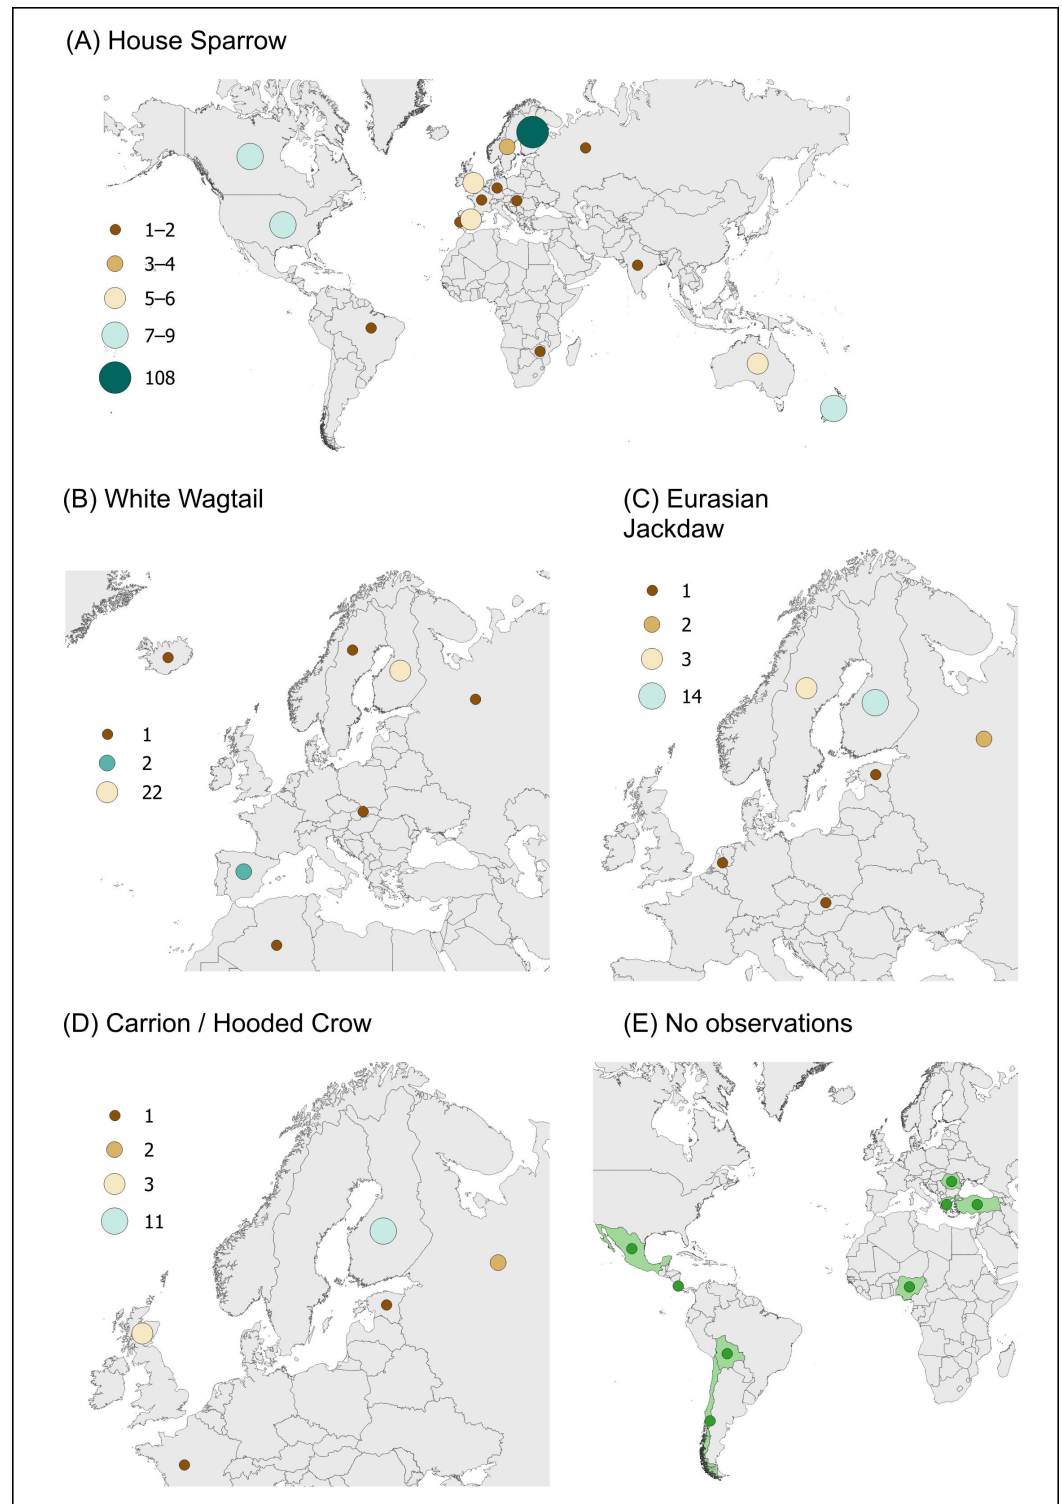 (A) House Sparrow
1–2
3–4
5–6
7–9
108
(B) White Wagtail
1
2
22
(C) Eurasian
Jackdaw
1
2
3
14
(D) Carrion / Hooded Crow
1
2
3
11
(E) No observations